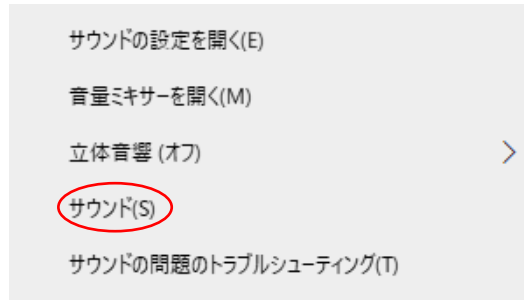 サウンドの設定を開く(E)
音量ミキサーを開く(M)
立体音響 (オフ)
サウンド(S)
サウンドの問題のトラブルシューティング(T)